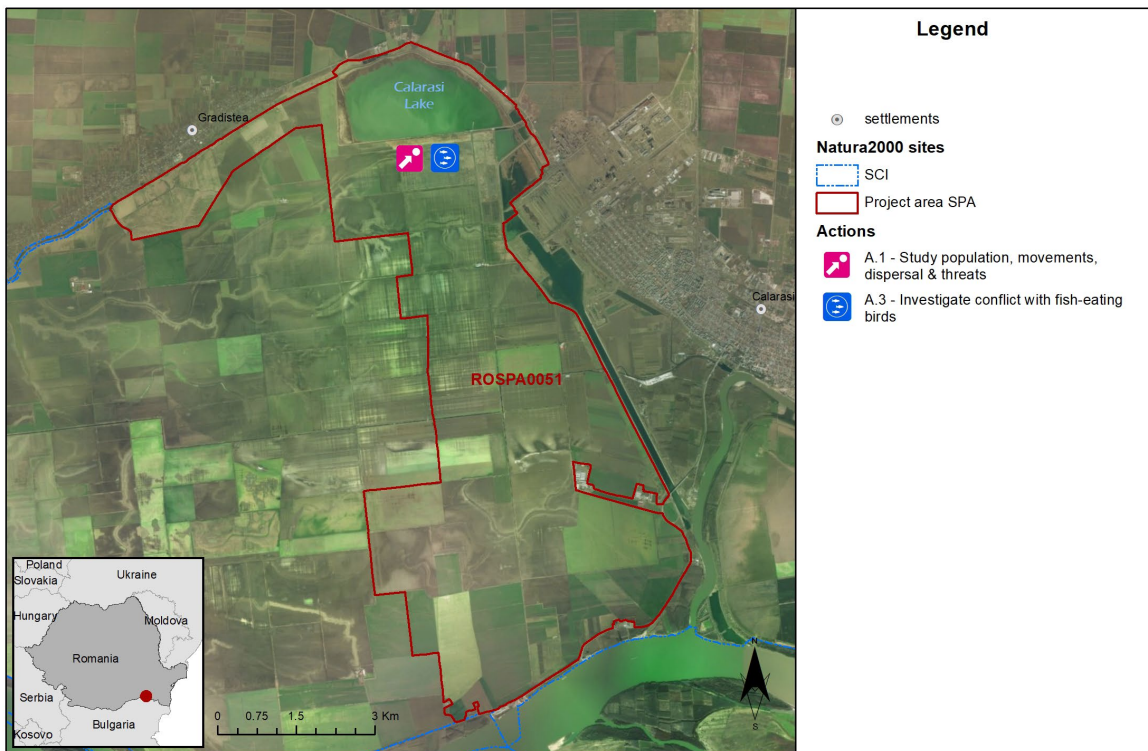 Legend
settlements
Natura2000 sites
SCI
Project area SPA
Actions
A.1 - Study population, movements,
dispersal & threats
A.3 - Investigate conflict with fish-eating
birds
Calarasi
Lake
Gradistea
Calarasi
ROSPA0051
Poland
Slovakia
Ukraine
Hungary
Moldova
Romania
Serbia
Bulgaria
Kosovo
0 0.75 1.5 3 Km
N
S